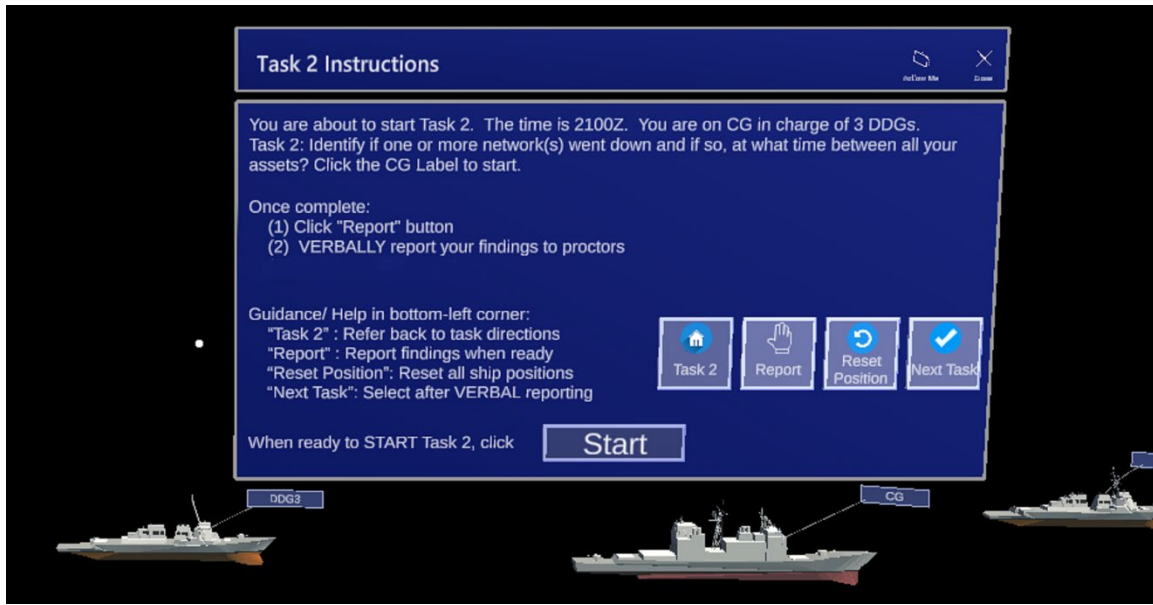 Task 2 Instructions
Follow Me
Close
You are about to start Task 2.  The time is 2100Z.  You are on CG in charge of 3 DDGs.
Task 2: Identify if one or more network(s) went down and if so, at what time between all your
assets? Click the CG Label to start.
Once complete:
(1) Click "Report" button
(2)  VERBALLY report your findings to proctors
Guidance/ Help in bottom-left corner:
“Task 2” : Refer back to task directions
“Report” : Report findings when ready
“Reset Position”: Reset all ship positions
“Next Task”: Select after VERBAL reporting
Task 2
Report
Reset
Position
Next Task
When ready to START Task 2, click
Start
DDG3
CG